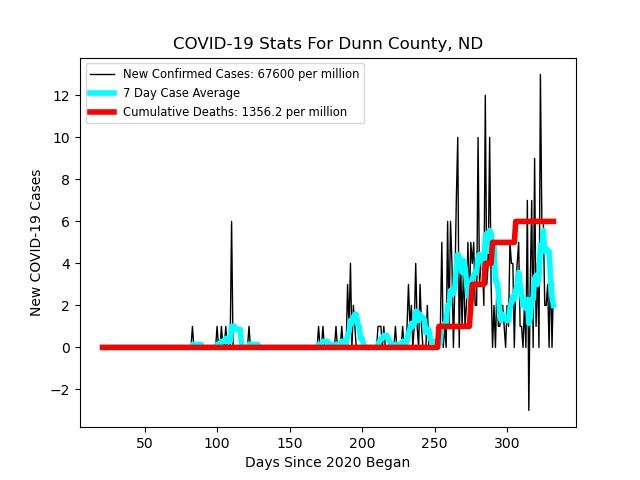 COVID-19 Stats For Dunn County, ND
New Confirmed Cases: 67600 per million
7 Day Case Average
Cumulative Deaths: 1356.2 per million
New COVID-19 Cases
12
10
8
6
4
2
0
−2
50 100 150 200 250 300
Days Since 2020 Began